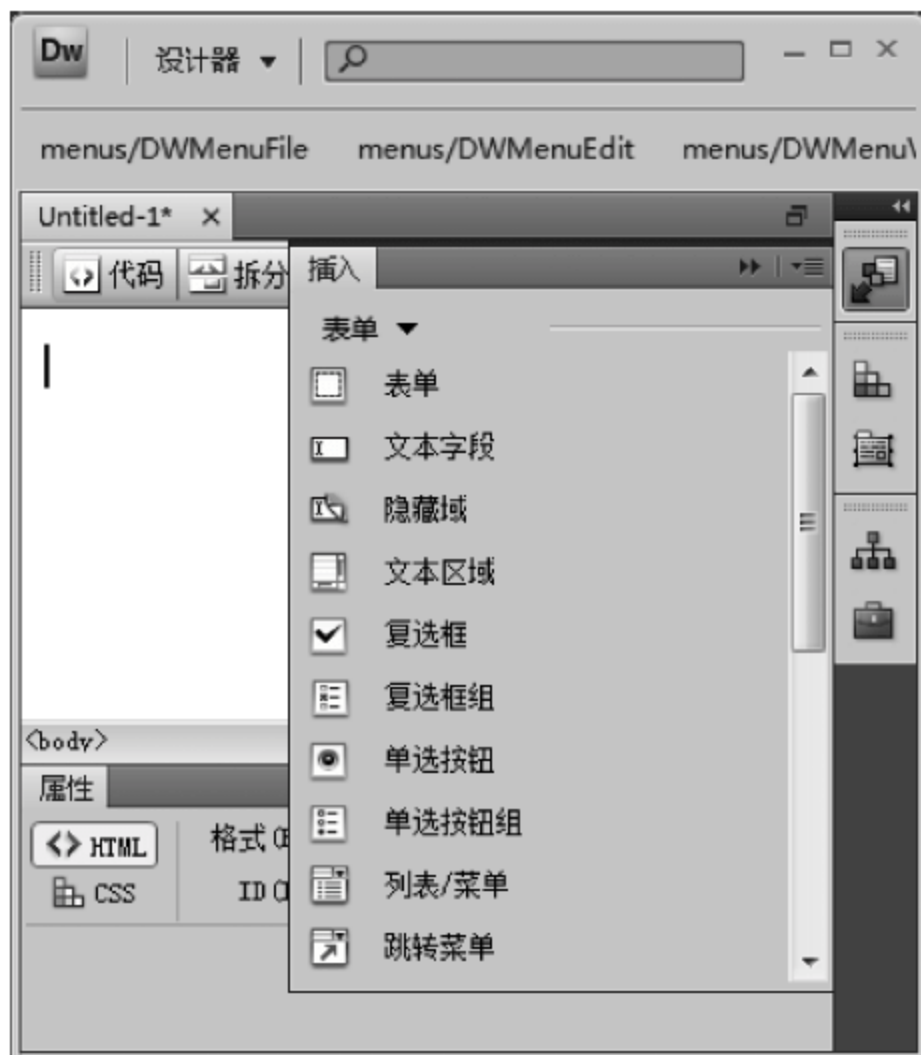 Dw 设计器
menus/DWMenuFile menus/DWMenuEdit menus/DWMenu
Untitled-1* ×
代码 拆分 插入
表单
表单
文本字段
隐藏域
文本区域
复选框
复选框组
单选按钮
单选按钮组
列表/菜单
跳转菜单
<body>
属性
<> HTML 格式
CSS ID